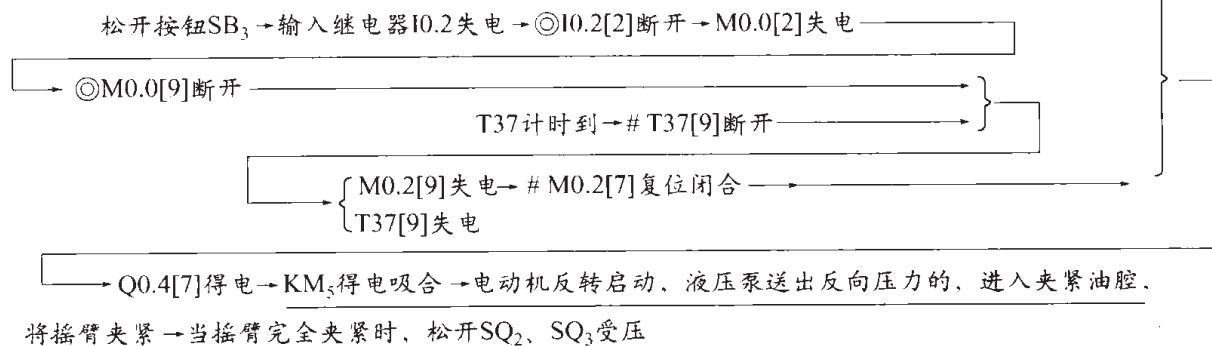 松开按钮SB₃→输入继电器I0.2失电→◎I0.2[2]断开→M0.0[2]失电
→◎M0.0[9]断开
T37计时到→# T37[9]断开
M0.2[9]失电→# M0.2[7]复位闭合
T37[9]失电
Q0.4[7]得电→KM₅得电吸合→电动机反转启动，液压泵送出反向压力的，进入夹紧油腔，
将摇臂夹紧→当摇臂完全夹紧时，松开SQ₂、SQ₃受压